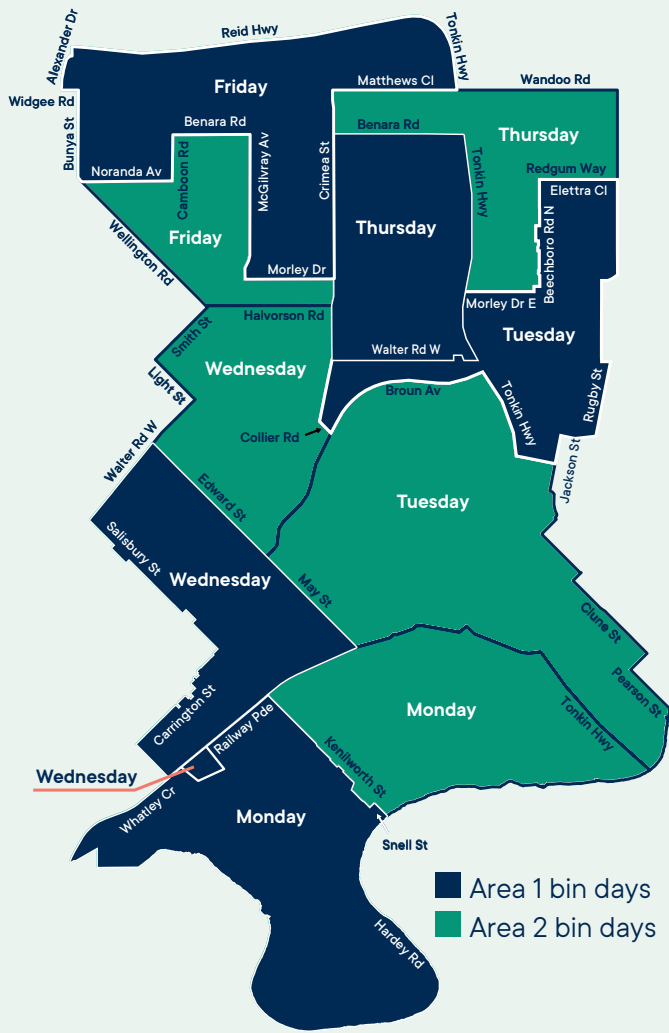 Alexander Dr
Reid Hwy
Tonkin Hwy
Friday
Matthews Cl
Wandoo Rd
Widgee Rd
Bunya St
Benara Rd
Benara Rd
Thursday
Noranda Av
Camboon Rd
McGilvray Av
Crimea St
Tonkin Hwy
Redgum Way
Elettra Cl
Friday
Thursday
Beechboro Rd N
Wellington Rd
Morley Dr
Morley Dr E
Halvorson Rd
Smith St
Tuesday
Walter Rd W
Wednesday
Light St
Broun Av
Tonkin Hwy
Rugby St
Collier Rd
Walter Rd W
Jackson St
Edward St
Tuesday
Salisbury St
Wednesday
May St
Clune St
Pearson St
Carrington St
Railway Pde
Monday
Tonkin Hwy
Kenilworth St
Wednesday
Whatley Cr
Monday
Snell St
Hardey Rd
Area 1 bin days
Area 2 bin days